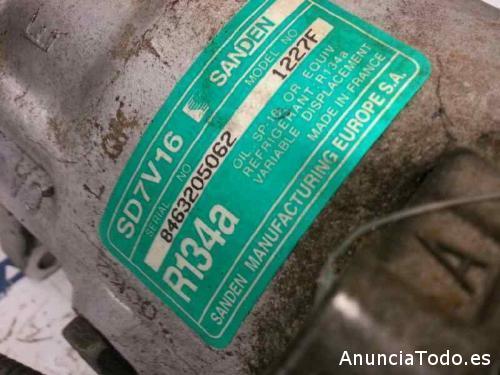 SD7V16 SANDEN
SERIAL NO
8463205062
MODEL NO
1227F
R134a
OIL SP-10 OR EQUIV
REFRIGERANT: R134a
VARIABLE DISPLACEMENT
MADE IN FRANCE
SANDEN MANUFACTURING EUROPE S.A.
A
AnunciaTodo.es